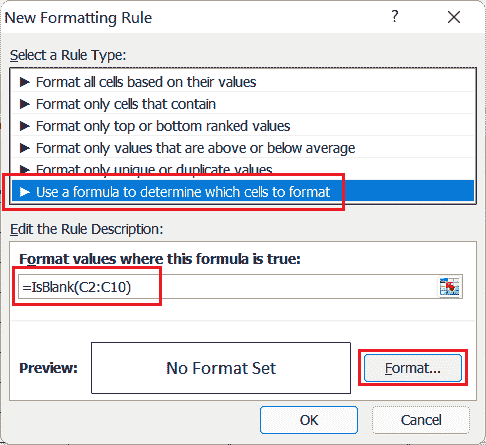 New Formatting Rule
? ×
Select a Rule Type:
► Format all cells based on their values
► Format only cells that contain
► Format only top or bottom ranked values
► Format only values that are above or below average
► Format only unique or duplicate values
► Use a formula to determine which cells to format
Edit the Rule Description:
Format values where this formula is true:
=IsBlank(C2:C10)
Preview: No Format Set Format...
OK Cancel